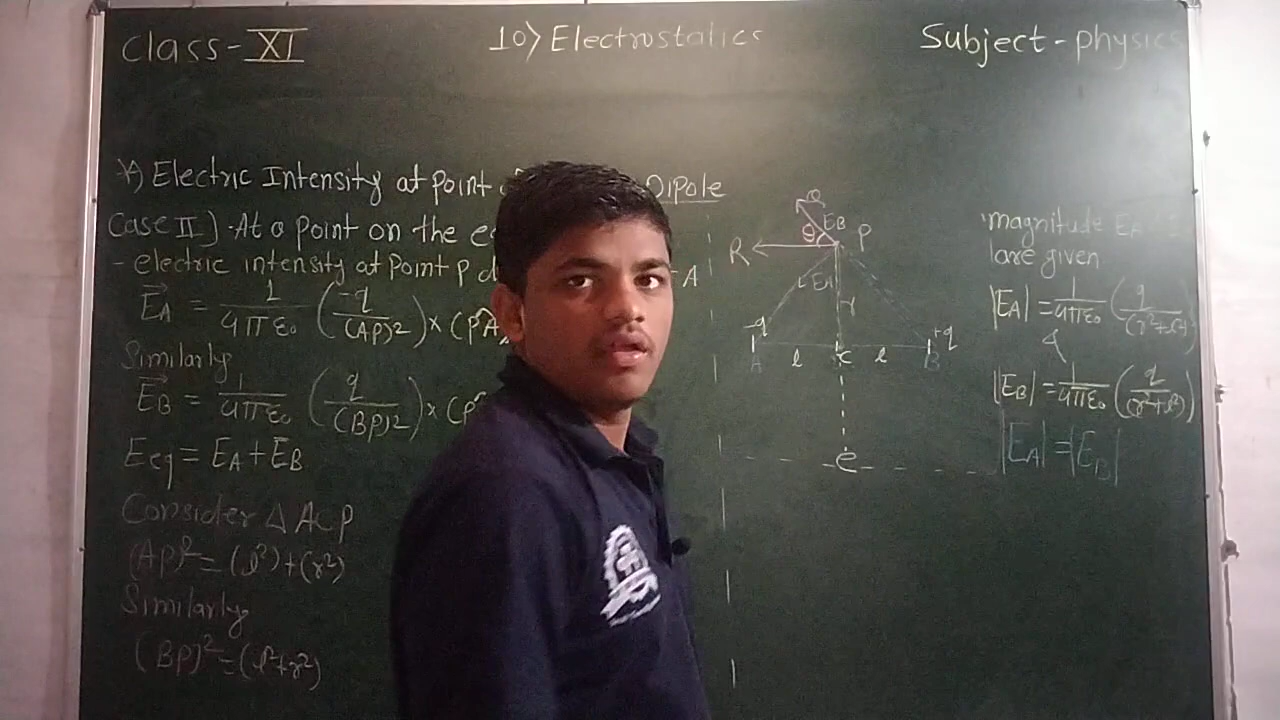 Class-XI
10) Electrostatics
Subject-physics
A) Electric Intensity at point Dipole
Case II) At a point on the
- electric intensity at point P -A
E⃗A = 1/4πε₀ (-q/(AP)²) × (PÂ
Similarly
E⃗B = 1/4πε₀ (q/(BP)²) × (P
Eeq = EA + EB
Consider Δ ACP
(AP)² = (l²)+(r²)
Similarly
(BP)² = (l²+r²)
Q
EB
θ
P
R
EA
r
-q
+q
A
l
C
l
B
e
magnitude EA
are given
|EA| = 1/4πε₀ (q/(r²+l²))
&
|EB| = 1/4πε₀ (q/(r²+l²))
|EA| = |EB|